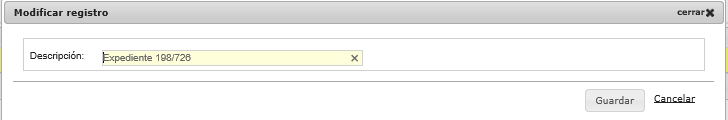 Modificar registro
cerrar
Descripción:
Expediente 198/726
Guardar
Cancelar